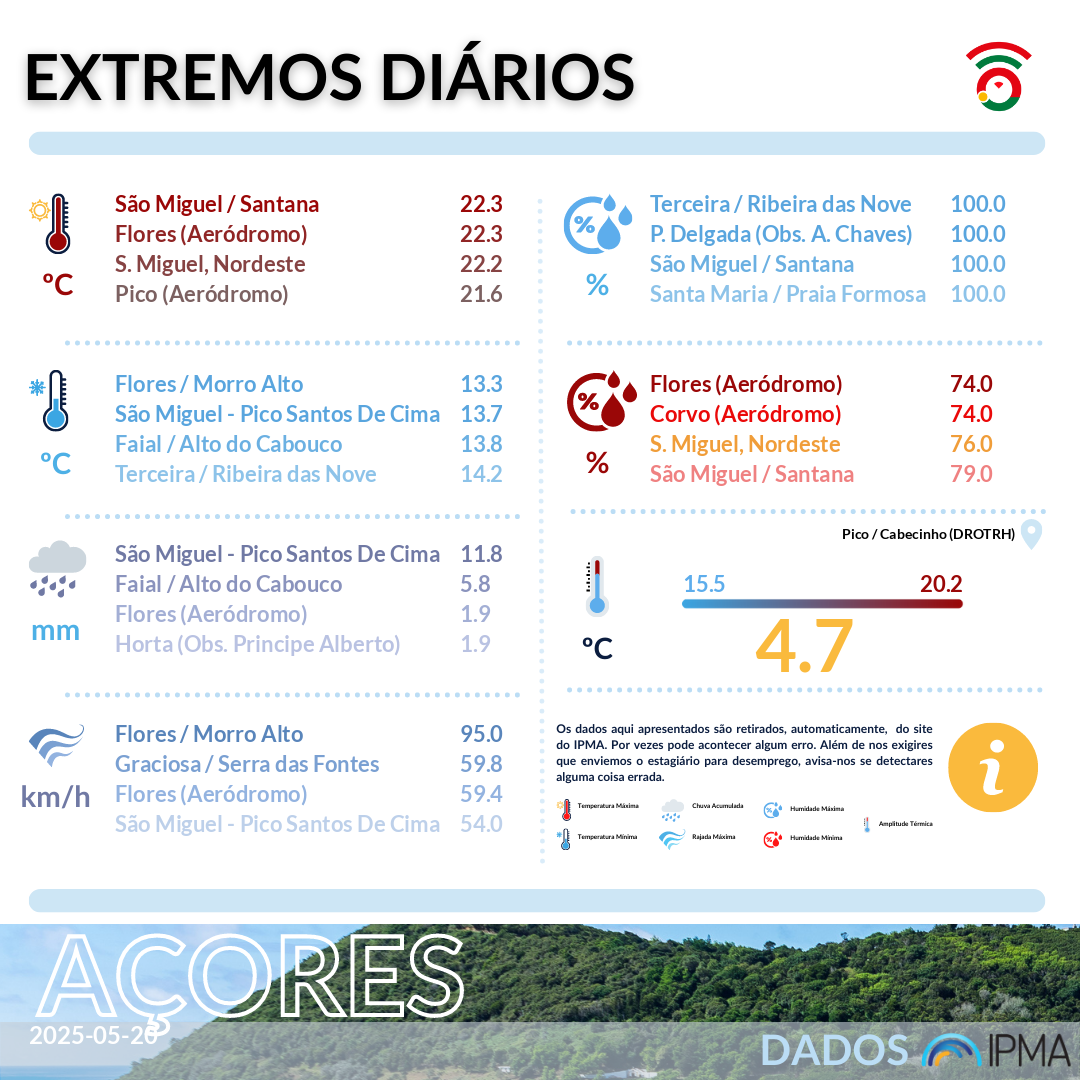 EXTREMOS DIÁRIOS
São Miguel / Santana 22.3
Flores (Aeródromo) 22.3
S. Miguel, Nordeste 22.2
Pico (Aeródromo) 21.6
ºC
Flores / Morro Alto 13.3
São Miguel - Pico Santos De Cima 13.7
Faial / Alto do Cabouco 13.8
Terceira / Ribeira das Nove 14.2
ºC
São Miguel - Pico Santos De Cima 11.8
Faial / Alto do Cabouco 5.8
Flores (Aeródromo) 1.9
Horta (Obs. Principe Alberto) 1.9
mm
Flores / Morro Alto 95.0
Graciosa / Serra das Fontes 59.8
Flores (Aeródromo) 59.4
São Miguel - Pico Santos De Cima 54.0
km/h
Terceira / Ribeira das Nove 100.0
P. Delgada (Obs. A. Chaves) 100.0
São Miguel / Santana 100.0
Santa Maria / Praia Formosa 100.0
%
%
Flores (Aeródromo) 74.0
Corvo (Aeródromo) 74.0
S. Miguel, Nordeste 76.0
São Miguel / Santana 79.0
%
%
Pico / Cabecinho (DROTRH)
15.5 20.2
4.7
ºC
Os dados aqui apresentados são retirados, automaticamente, do site
do IPMA. Por vezes pode acontecer algum erro. Além de nos exigires
que enviemos o estagiário para desemprego, avisa-nos se detectares
alguma coisa errada.
i
Temperatura Máxima Chuva Acumulada Humidade Máxima
Amplitude Térmica
Temperatura Mínima Rajada Máxima Humidade Mínima
AÇORES
2025-05-20
DADOS IPMA